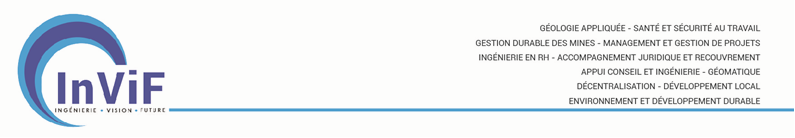 InViF
INGÉNIERIE • VISION • FUTURE
GÉOLOGIE APPLIQUÉE - SANTÉ ET SÉCURITÉ AU TRAVAIL
GESTION DURABLE DES MINES - MANAGEMENT ET GESTION DE PROJETS
INGÉNIERIE EN RH - ACCOMPAGNEMENT JURIDIQUE ET RECOUVREMENT
APPUI CONSEIL ET INGÉNIERIE - GÉOMATIQUE
DÉCENTRALISATION - DÉVELOPPEMENT LOCAL
ENVIRONNEMENT ET DÉVELOPPEMENT DURABLE